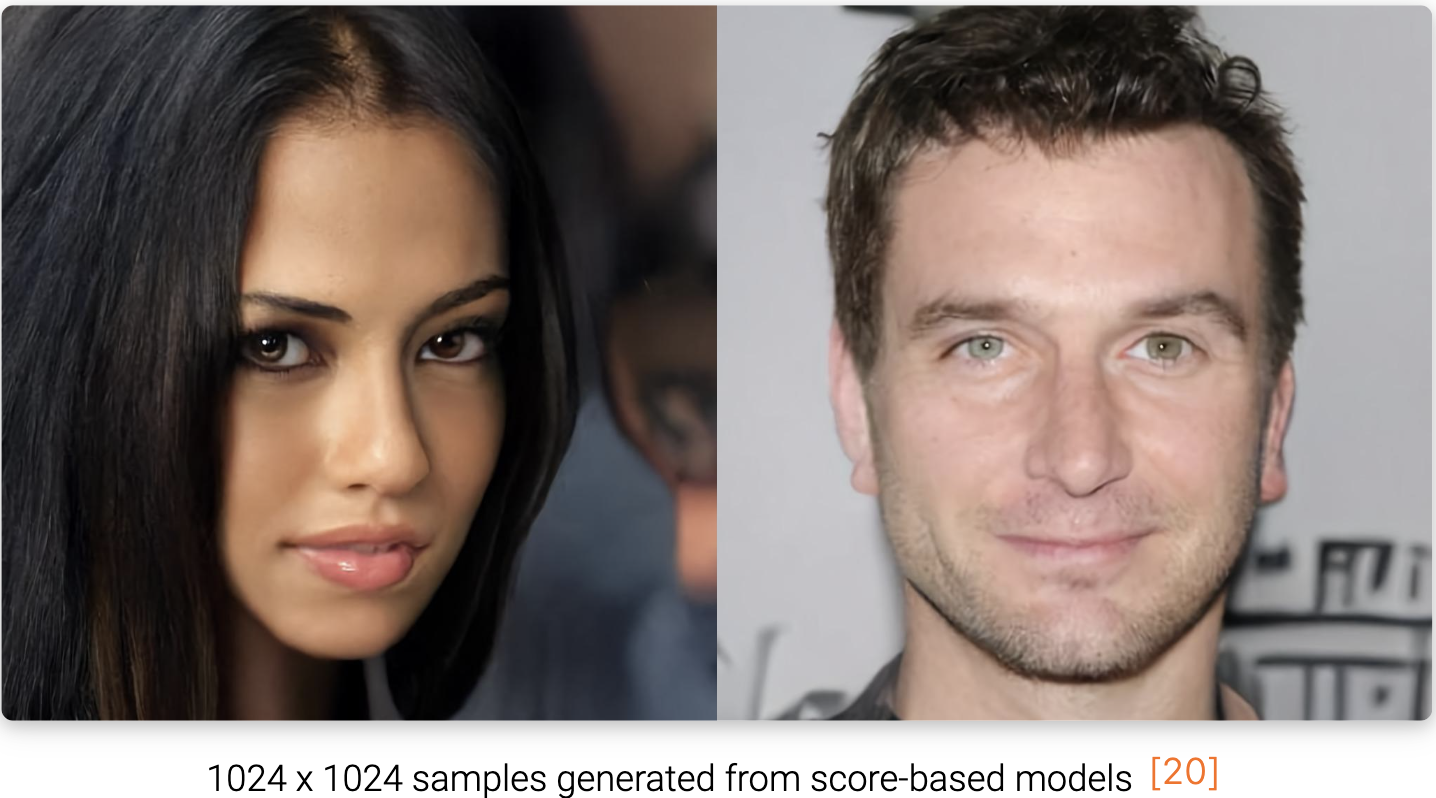 1024 x 1024 samples generated from score-based models [20]